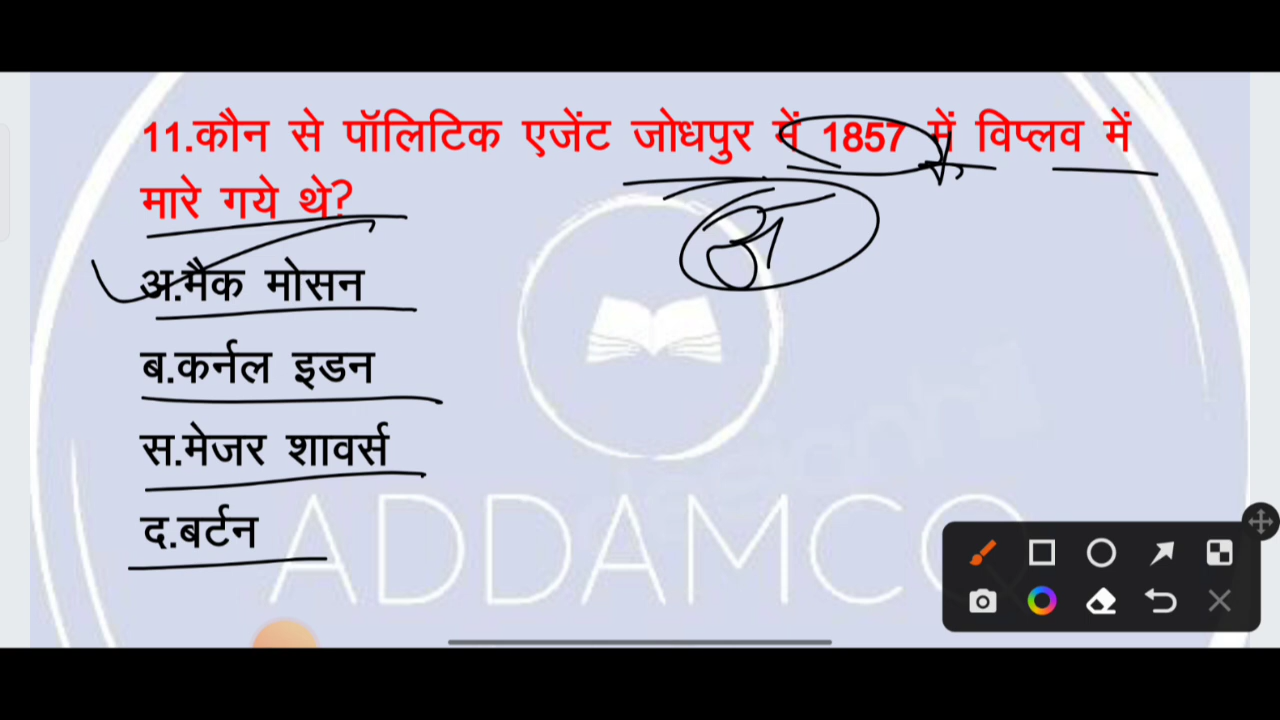 11.कौन से पॉलिटिक एजेंट जोधपुर में 1857 में विप्लव में
मारे गये थे?
अ.मैक मोसन
ब.कर्नल इडन
स.मेजर शावर्स
द.बर्टन
ADDAMCO